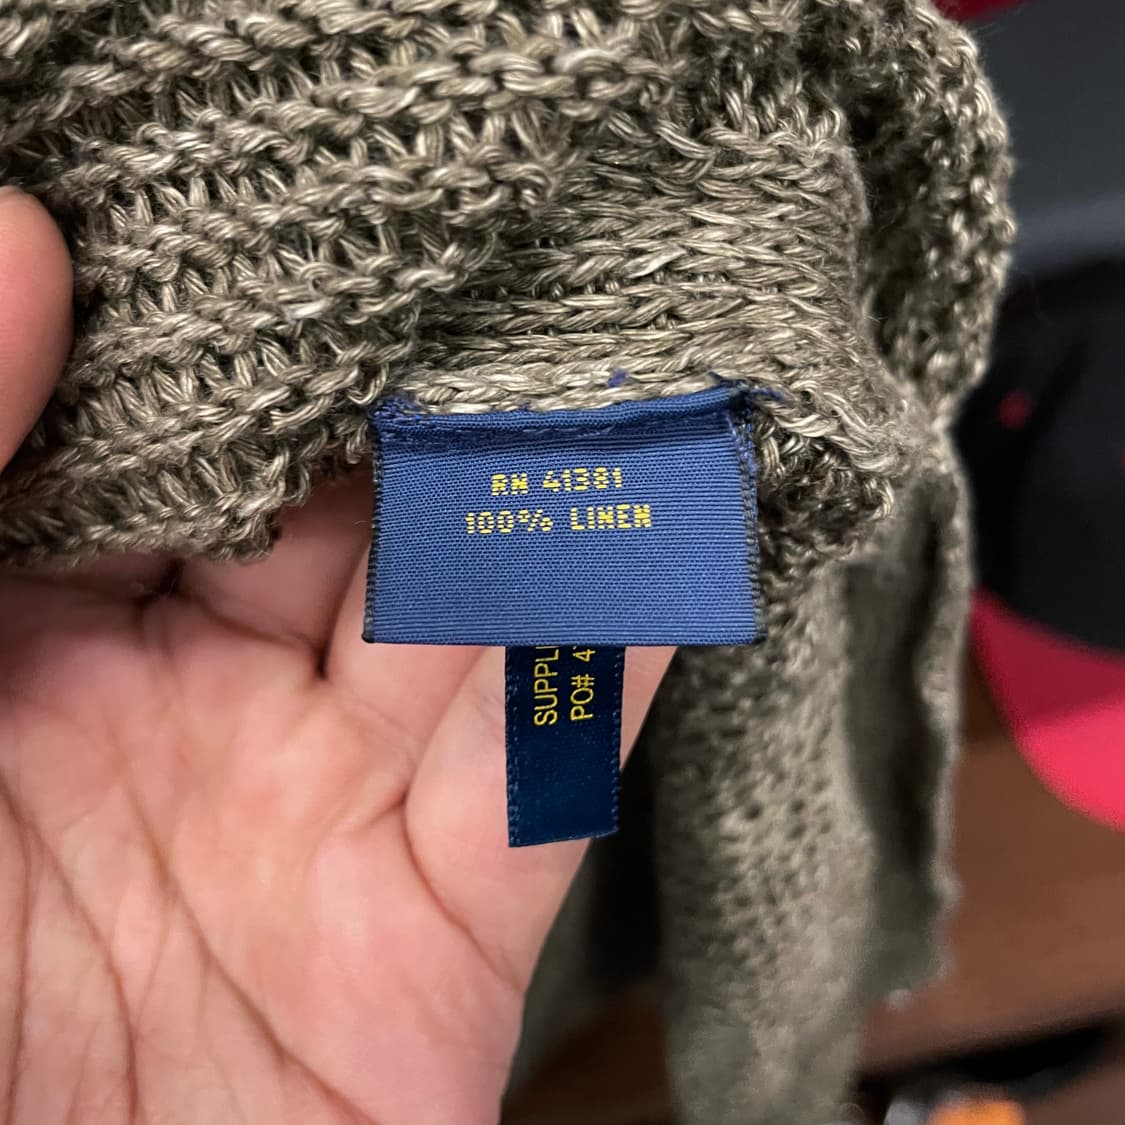 RN 41381
100% LINEN
SUPPL
PO# 4